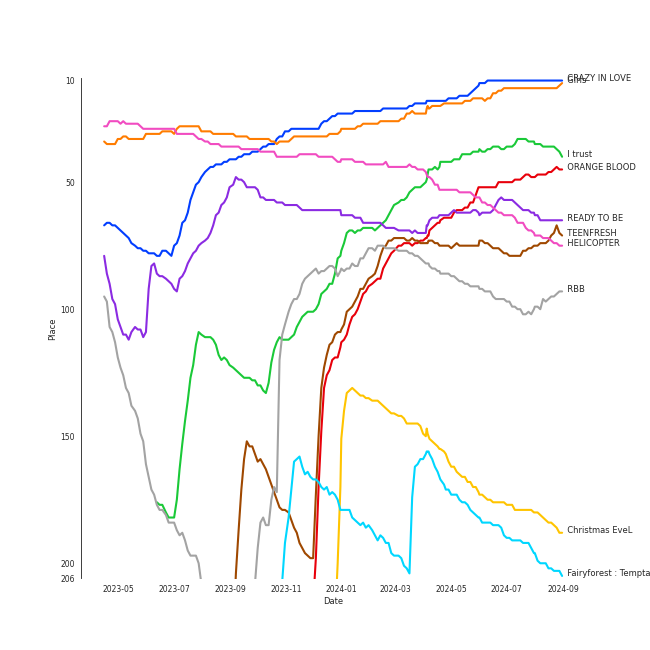 10
50
100
150
200
206
Place
2023-05
2023-07
2023-09
2023-11
2024-01
2024-03
2024-05
2024-07
2024-09
Date
CRAZY IN LOVE
I trust
ORANGE BLOOD
READY TO BE
TEENFRESH
HELICOPTER
RBB
Christmas EveL
Fairyforest : Tempta